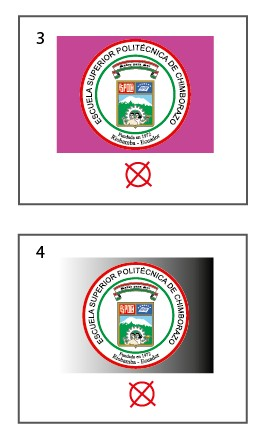 3
ESCUELA SUPERIOR POLITÉCNICA DE CHIMBORAZO
ESPOCH
Fundada en 1972
Riobamba - Ecuador
4
ESCUELA SUPERIOR POLITÉCNICA DE CHIMBORAZO
Fundada en 1972
Riobamba - Ecuador